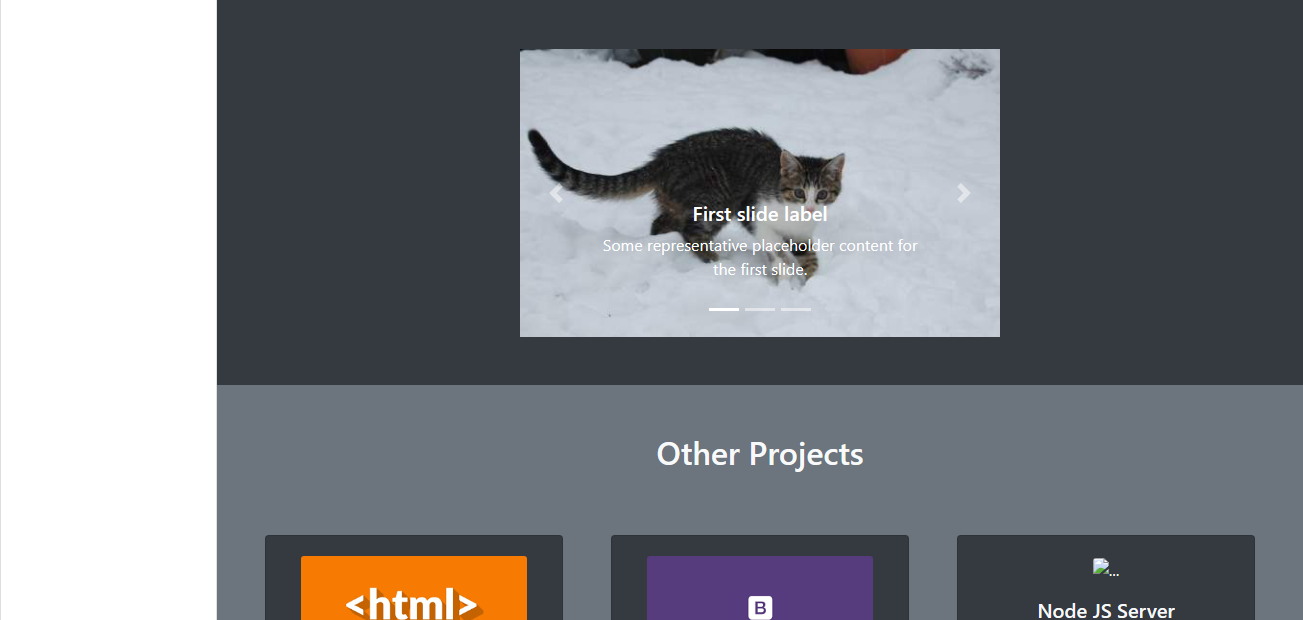 First slide label
Some representative placeholder content for
the first slide.
Other Projects
<html>
B
...
Node JS Server